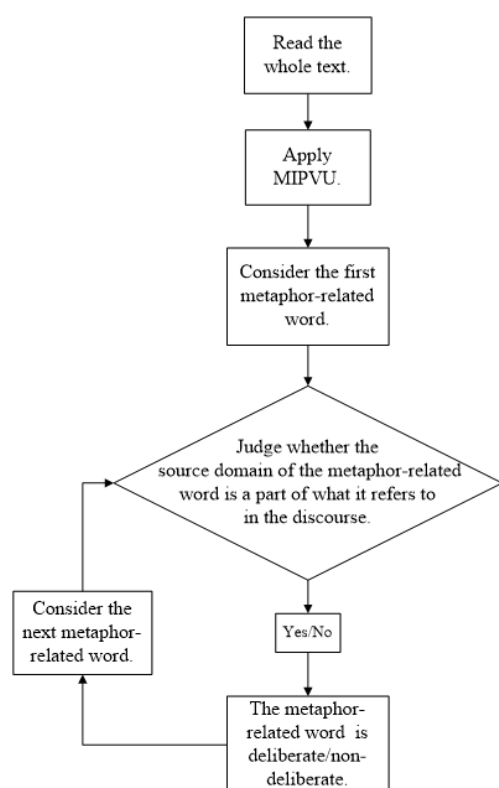 Read the
whole text.
Apply
MIPVU.
Consider the first
metaphor-related
word.
Judge whether the
source domain of the metaphor-related
word is a part of what it refers to
in the discourse.
Yes/No
Consider the
next metaphor-
related word.
The metaphor-
related word is
deliberate/non-
deliberate.